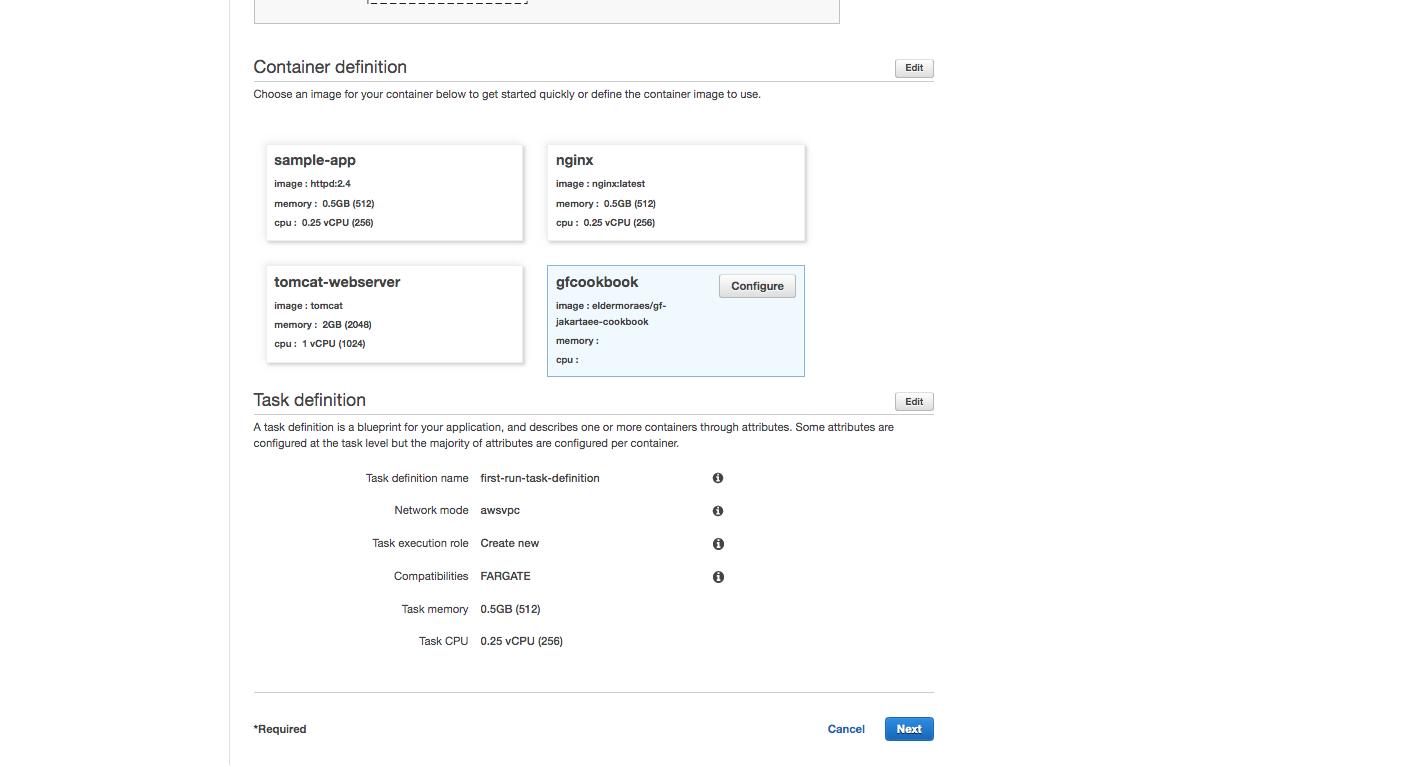 Container definition
Edit
Choose an image for your container below to get started quickly or define the container image to use.
sample-app
image : httpd:2.4
memory : 0.5GB (512)
cpu : 0.25 vCPU (256)
nginx
image : nginx:latest
memory : 0.5GB (512)
cpu : 0.25 vCPU (256)
tomcat-webserver
image : tomcat
memory : 2GB (2048)
cpu : 1 vCPU (1024)
gfcookbook
Configure
image : eldermoraes/gf-
jakartaee-cookbook
memory :
cpu :
Task definition
Edit
A task definition is a blueprint for your application, and describes one or more containers through attributes. Some attributes are
configured at the task level but the majority of attributes are configured per container.
Task definition name first-run-task-definition
Network mode awsvpc
Task execution role Create new
Compatibilities FARGATE
Task memory 0.5GB (512)
Task CPU 0.25 vCPU (256)
*Required
Cancel
Next